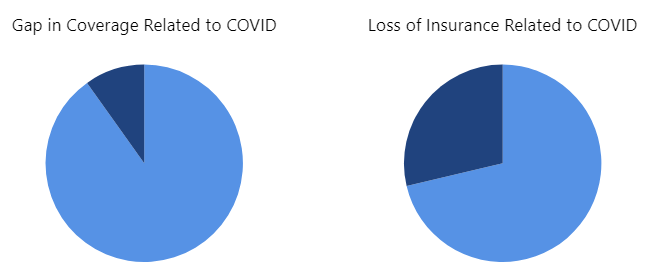 Gap in Coverage Related to COVID
Loss of Insurance Related to COVID